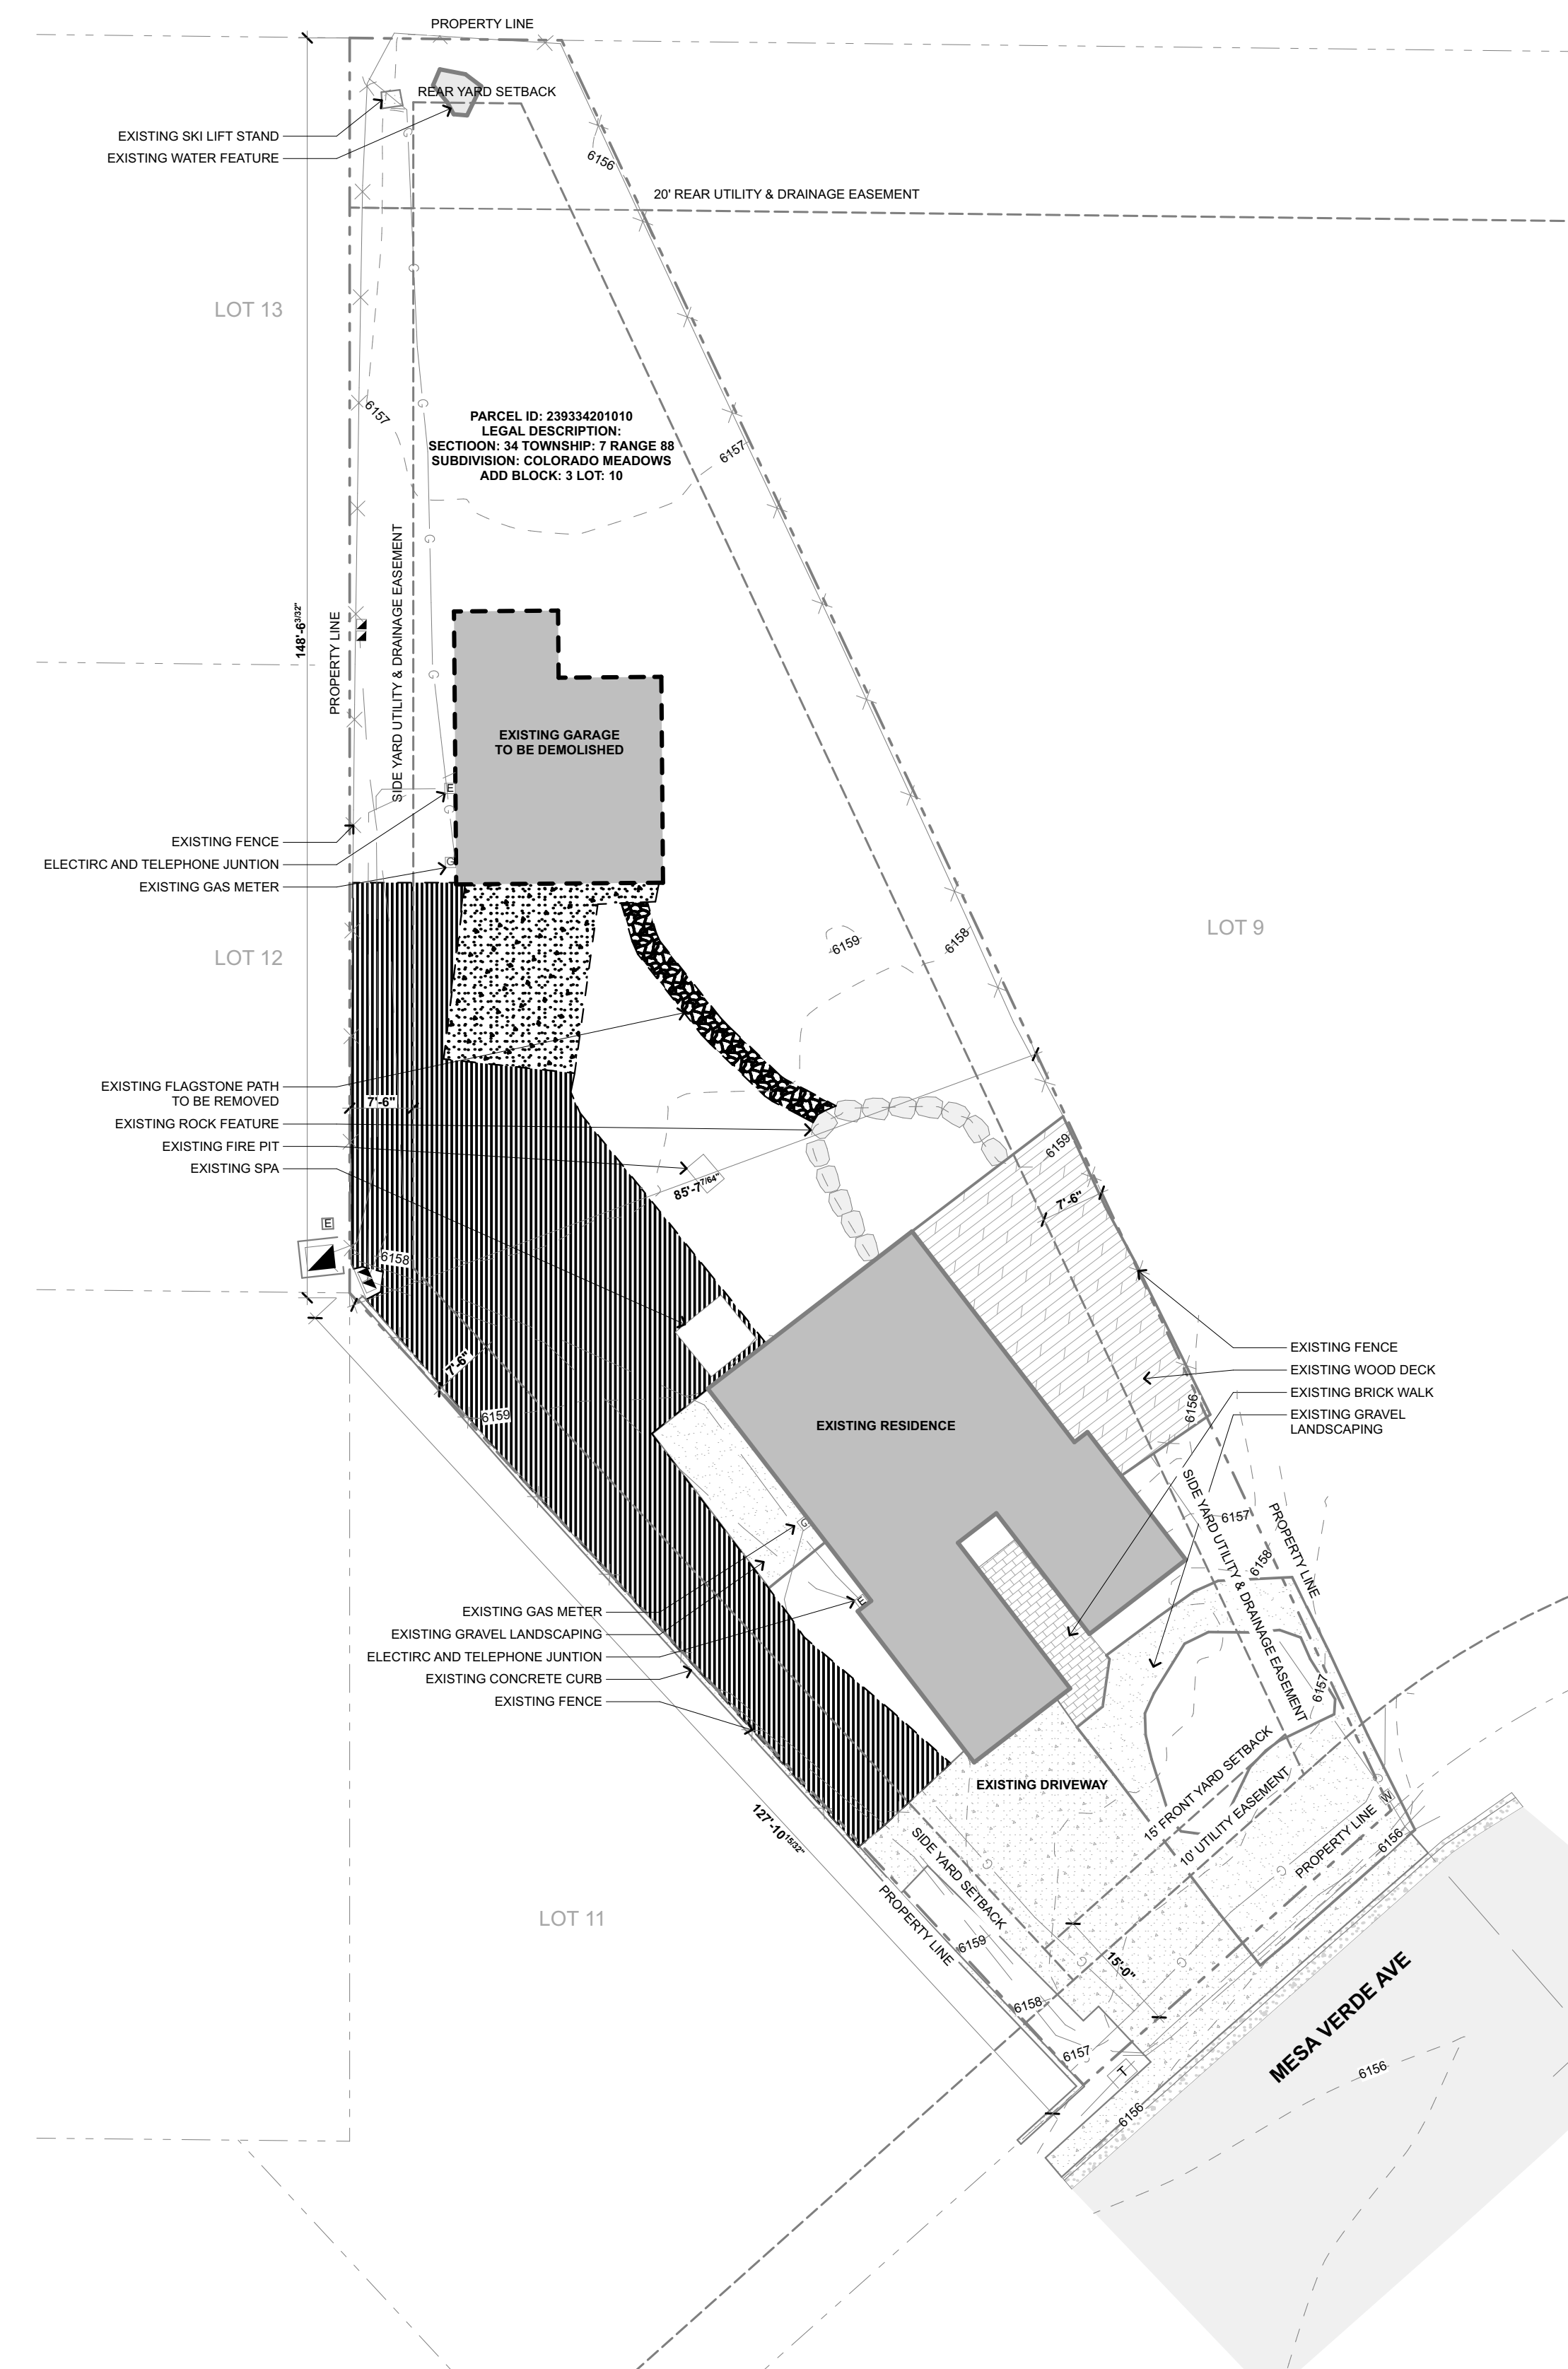 PROPERTY LINE
REAR YARD SETBACK
EXISTING SKI LIFT STAND
EXISTING WATER FEATURE
G
6156
20' REAR UTILITY & DRAINAGE EASEMENT
G
LOT 13
G
6157
PARCEL ID: 239334201010
LEGAL DESCRIPTION:
SECTIOON: 34 TOWNSHIP: 7 RANGE 88
SUBDIVISION: COLORADO MEADOWS
ADD BLOCK: 3 LOT: 10
6157
G
148'-6 3/32"
PROPERTY LINE
SIDE YARD UTILITY & DRAINAGE EASEMENT
G
EXISTING GARAGE
TO BE DEMOLISHED
E
G
EXISTING FENCE
ELECTIRC AND TELEPHONE JUNTION
G
EXISTING GAS METER
LOT 9
LOT 12
6159
6158
EXISTING FLAGSTONE PATH
TO BE REMOVED
7'-6"
EXISTING ROCK FEATURE
EXISTING FIRE PIT
EXISTING SPA
6159
85'-7 7/64"
7'-6"
E
6158
7'-6"
6159
EXISTING FENCE
EXISTING WOOD DECK
EXISTING BRICK WALK
EXISTING GRAVEL
LANDSCAPING
6156
EXISTING RESIDENCE
SIDE YARD UTILITY & DRAINAGE EASEMENT
PROPERTY LINE
6157
6158
G
E
EXISTING GAS METER
EXISTING GRAVEL LANDSCAPING
ELECTIRC AND TELEPHONE JUNTION
EXISTING CONCRETE CURB
EXISTING FENCE
6157
EXISTING DRIVEWAY
15' FRONT YARD SETBACK
10' UTILITY EASEMENT
PROPERTY LINE
G
W
6156
127'-10 15/32"
SIDE YARD SETBACK
PROPERTY LINE
G
G
LOT 11
6159
G
G
15'-0"
6158
6157
T
6156
MESA VERDE AVE
6156